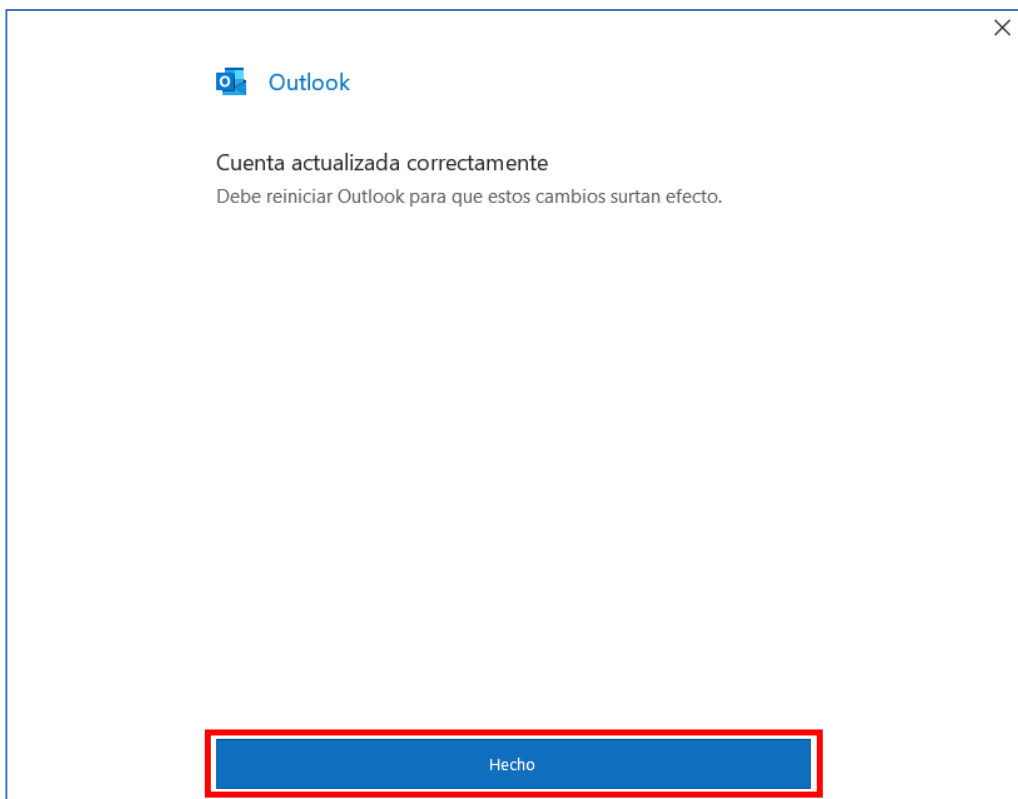 Outlook
Cuenta actualizada correctamente
Debe reiniciar Outlook para que estos cambios surtan efecto.
Hecho